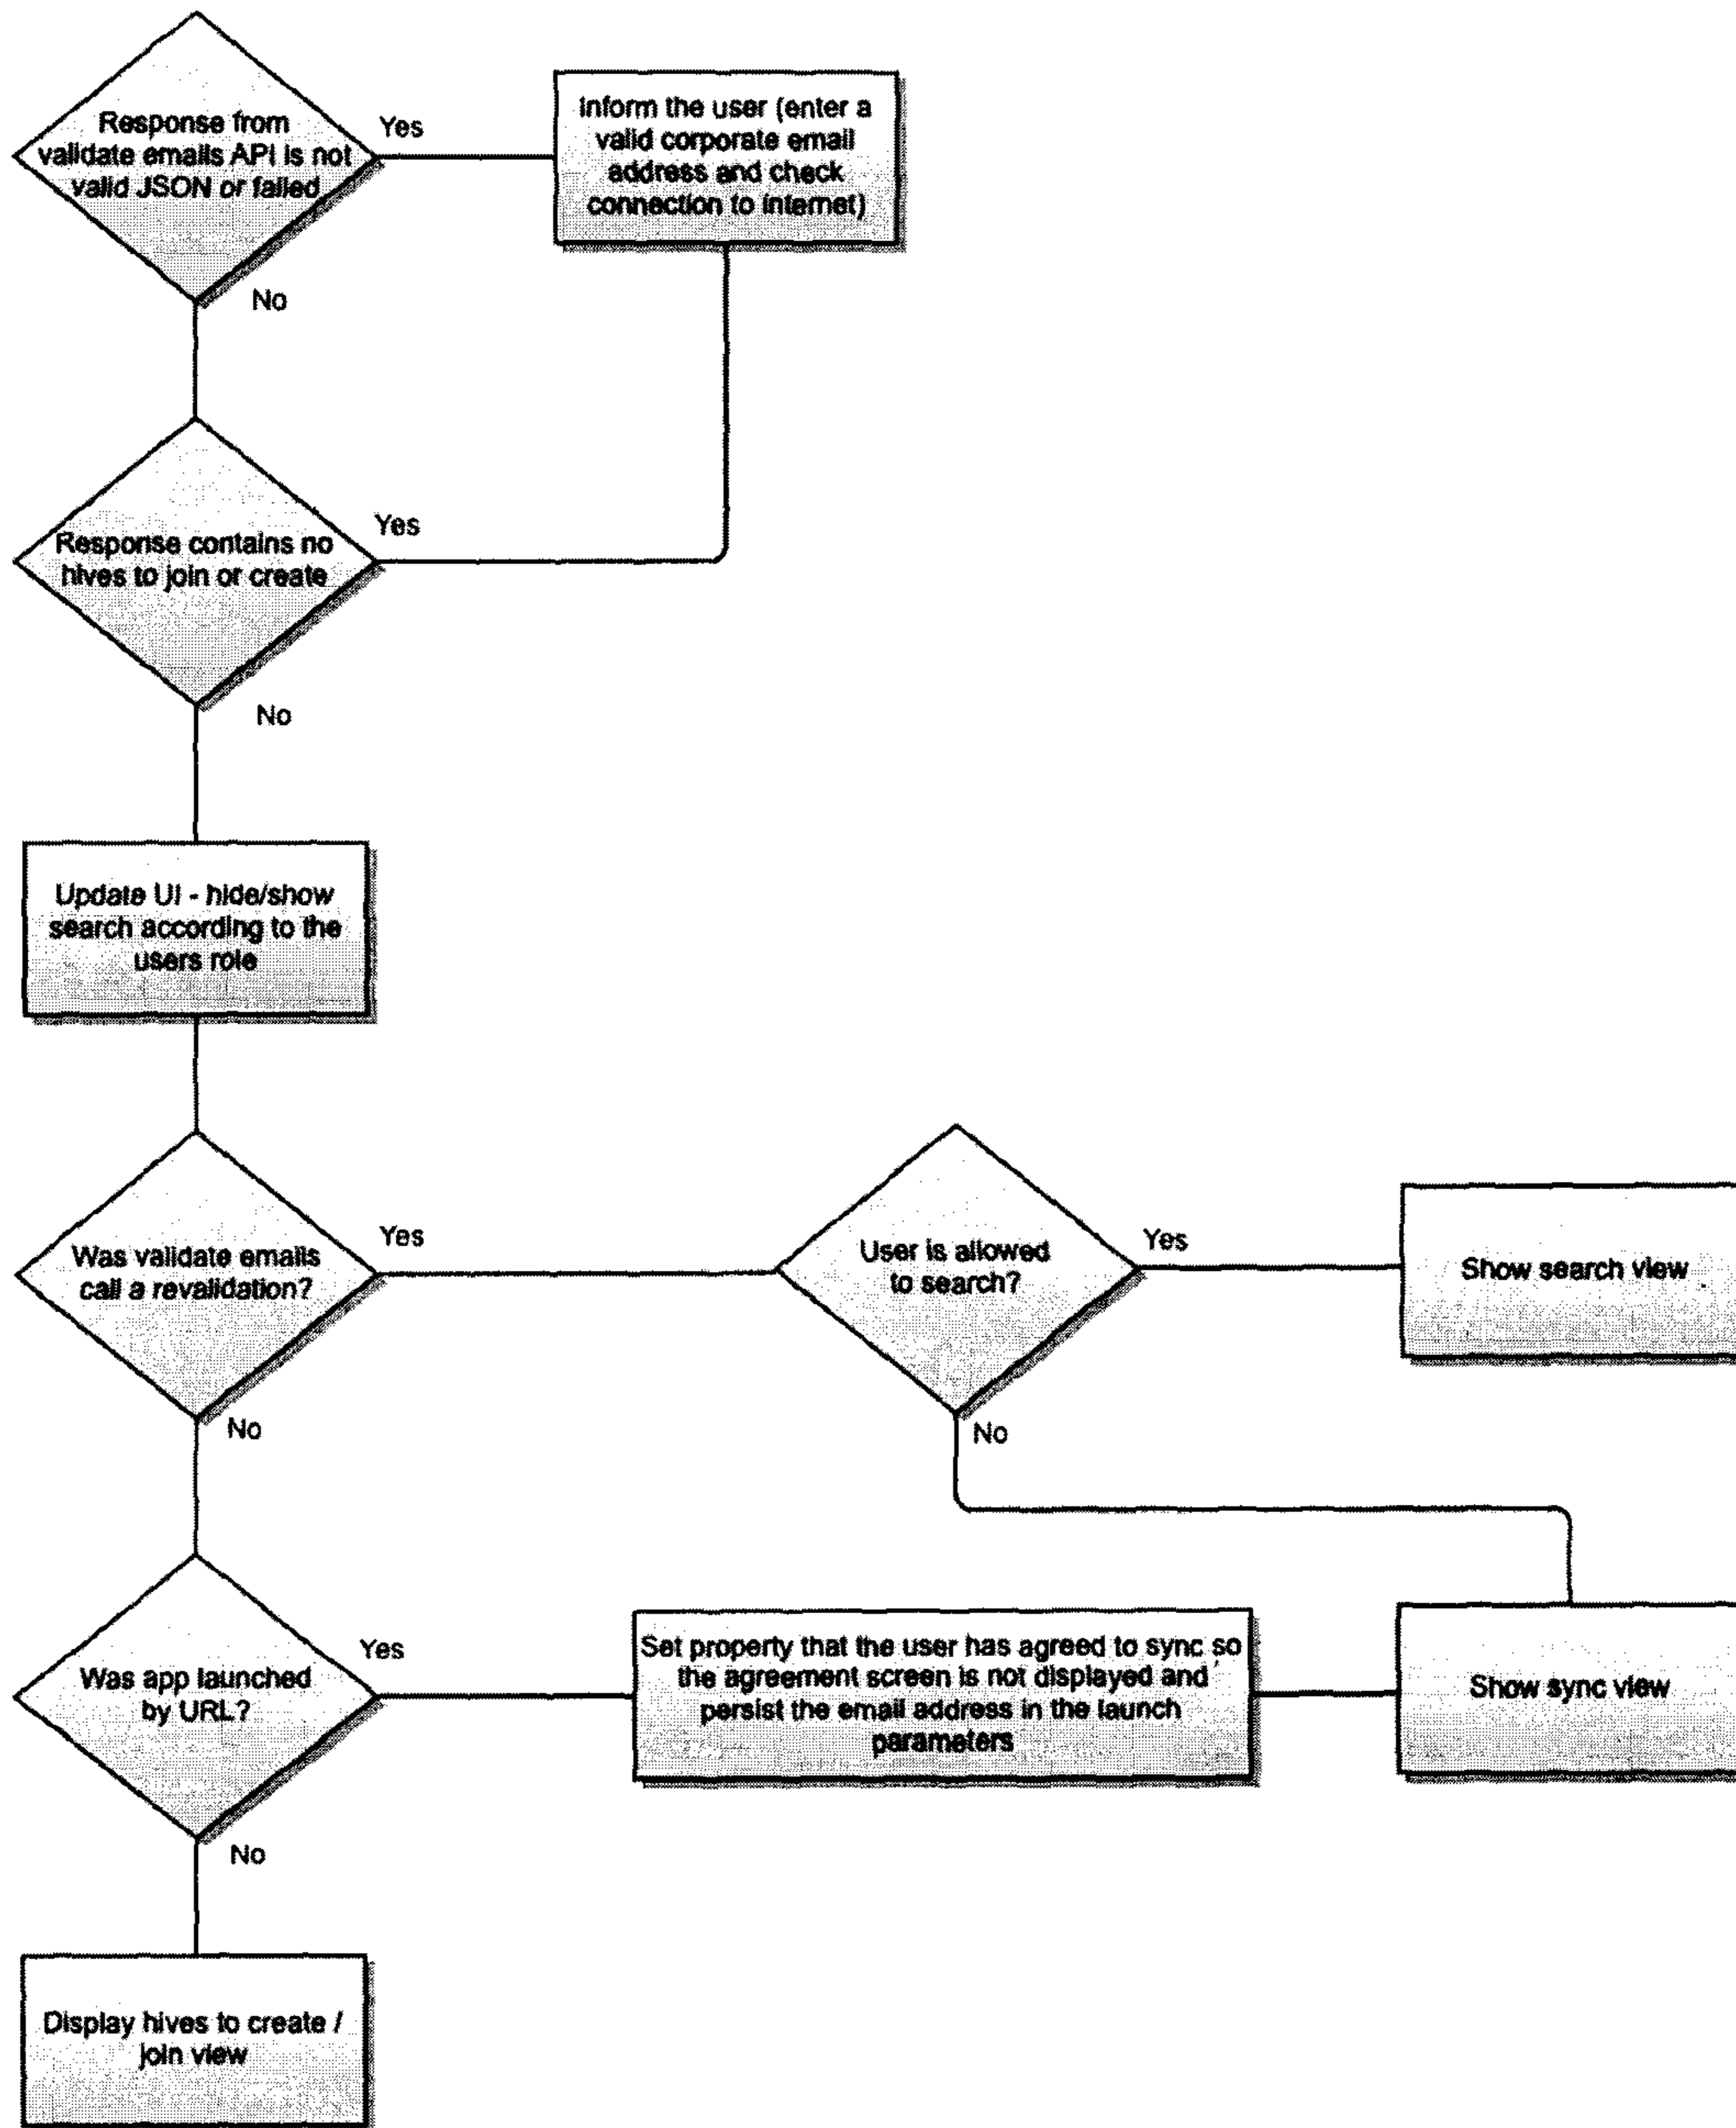 Response from
validate emails API is not
valid JSON or failed
Yes
Inform the user (enter a
valid corporate email
address and check
connection to internet)
No
Response contains no
hives to join or create
Yes
No
Update UI - hide/show
search according to the
users role
Was validate emails
call a revalidation?
Yes
User is allowed
to search?
Yes
Show search view
No
No
Was app launched
by URL?
Yes
Set property that the user has agreed to sync so
the agreement screen is not displayed and
persist the email address in the launch
parameters
Show sync view
No
Display hives to create /
join view